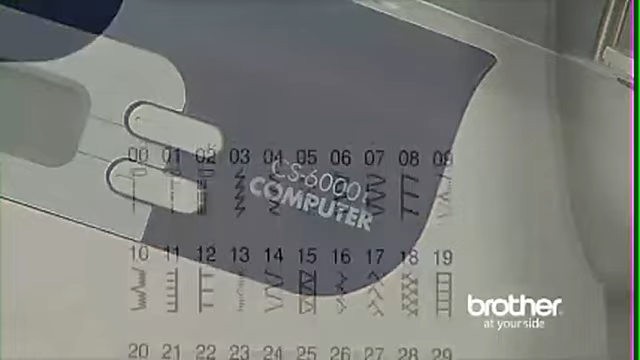 00 01 02 03 04 05 06 07 08 09
CS-6000i
COMPUTER
10 11 12 13 14 15 16 17 18 19
brother
at your side
20 21 22 23 24 25 26 27 28 29